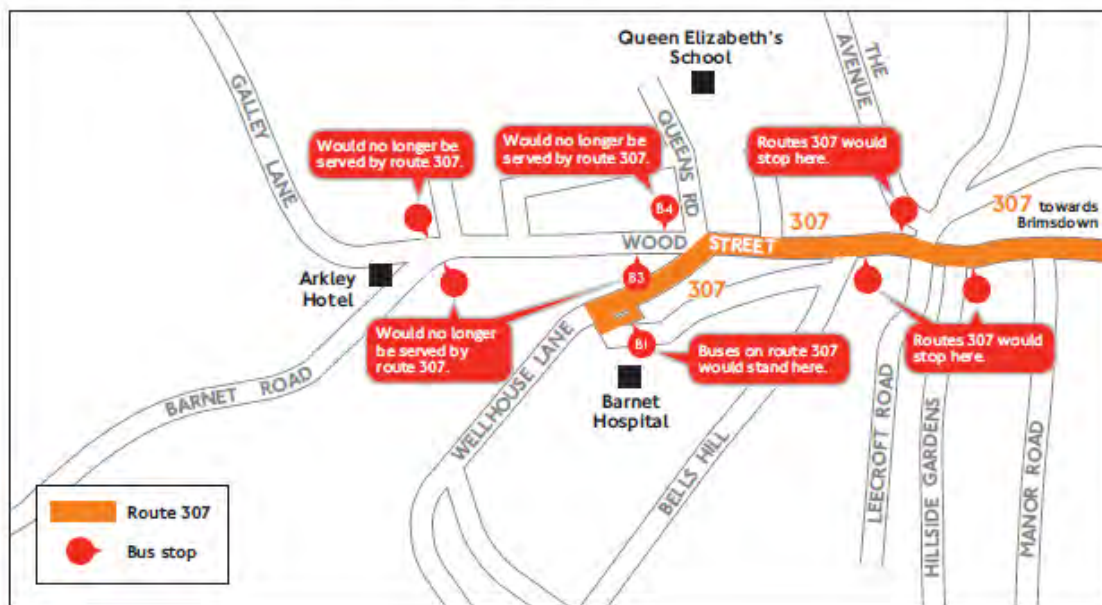 Queen Elizabeth's
School
THE
AVENUE
GALLEY LANE
QUEENS RD
Would no longer be
served by route 307.
Would no longer be
served by route 307.
Routes 307 would
stop here.
B4
307
307 towards
Brimsdown
WOOD STREET
Arkley
Hotel
B3
307
Would no longer
be served by
route 307.
B1
Buses on route 307
would stand here.
Routes 307 would
stop here.
Barnet
Hospital
BARNET ROAD
WELLHOUSE LANE
BELLS HILL
LEECROFT ROAD
HILLSIDE GARDENS
MANOR ROAD
Route 307
Bus stop